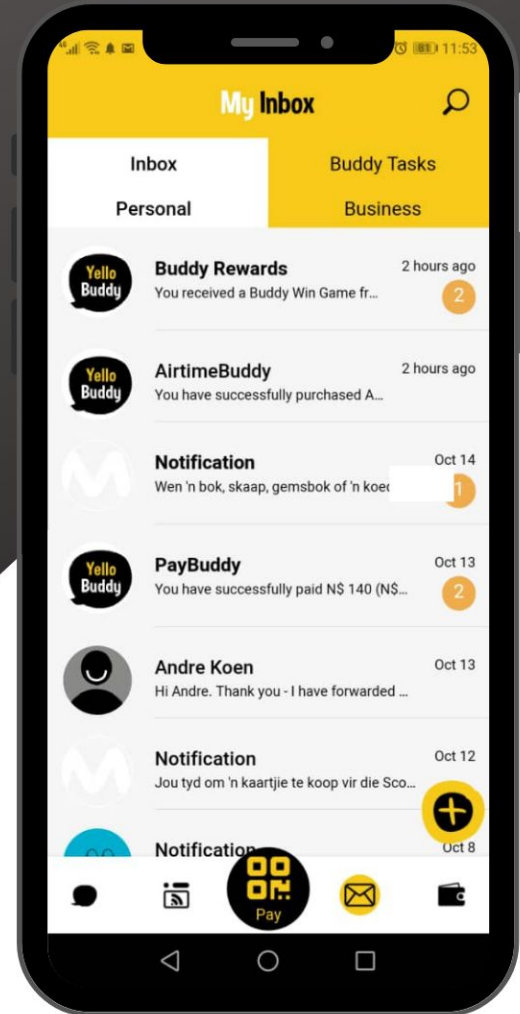 11:53
My Inbox
Inbox
Buddy Tasks
Personal
Business
Yello
Buddy
Buddy Rewards
2 hours ago
You received a Buddy Win Game fr...
2
Yello
Buddy
AirtimeBuddy
2 hours ago
You have successfully purchased A...
Notification
Oct 14
Wen 'n bok, skaap, gemsbok of 'n
1
Yello
Buddy
PayBuddy
Oct 13
You have successfully paid N$ 140 (N$...
2
Andre Koen
Oct 13
Hi Andre. Thank you - I have forwarded ...
Notification
Oct 12
Jou tyd om 'n kaartjie te koop vir die Sco...
Notification
Oct 8
Pay